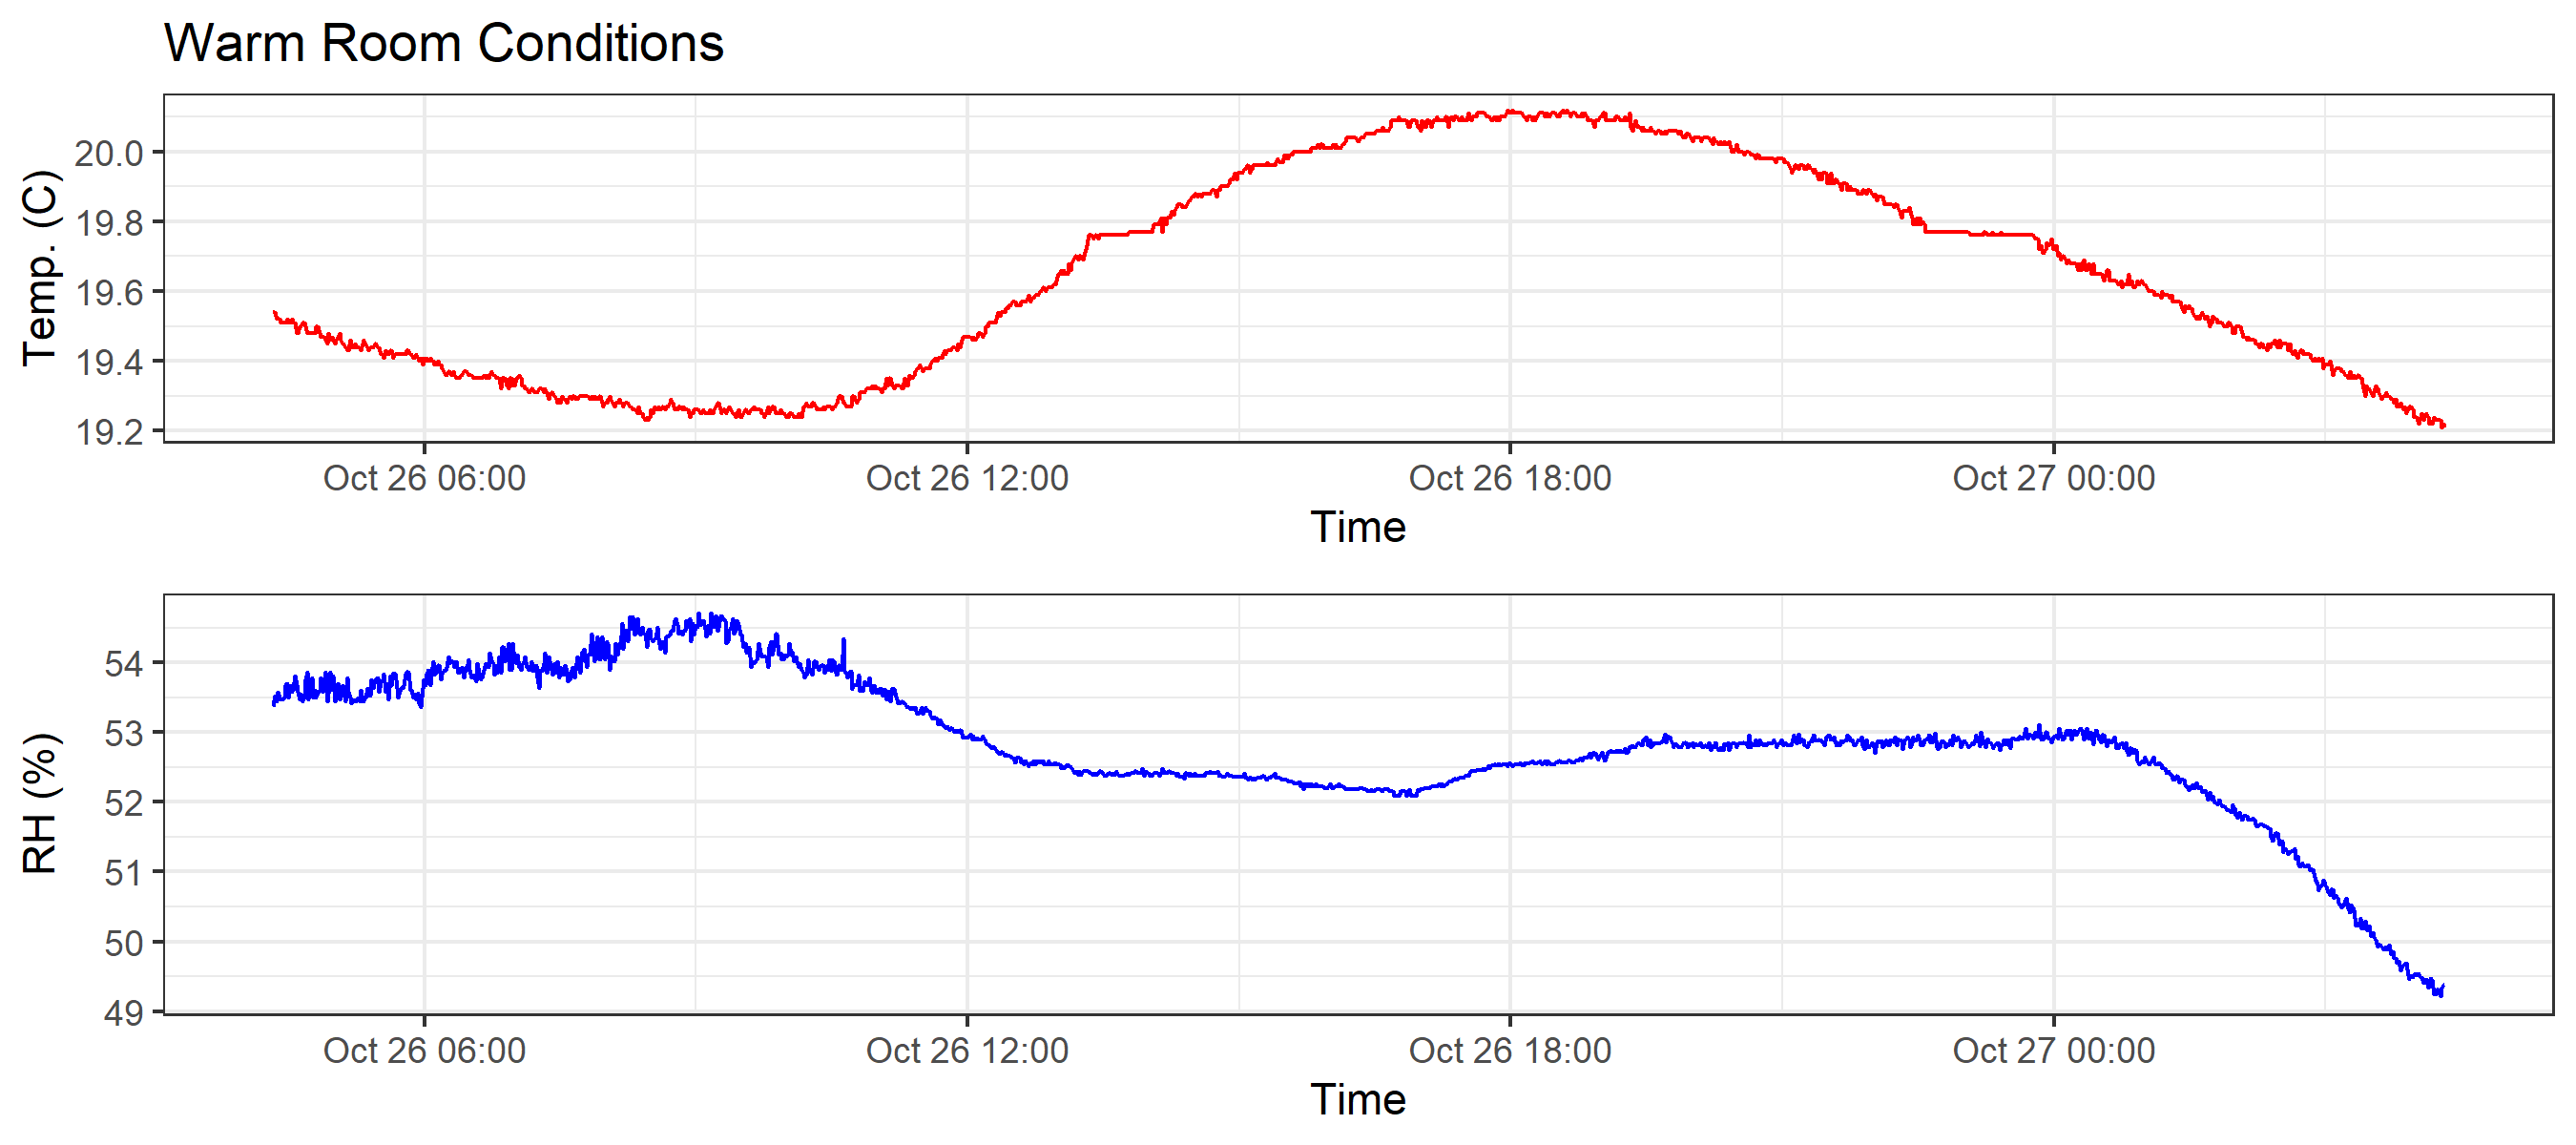 Warm Room Conditions
Temp. (C)
20.0
19.8
19.6
19.4
19.2
Oct 26 06:00 Oct 26 12:00 Oct 26 18:00 Oct 27 00:00
Time
RH (%)
54
53
52
51
50
49
Oct 26 06:00 Oct 26 12:00 Oct 26 18:00 Oct 27 00:00
Time